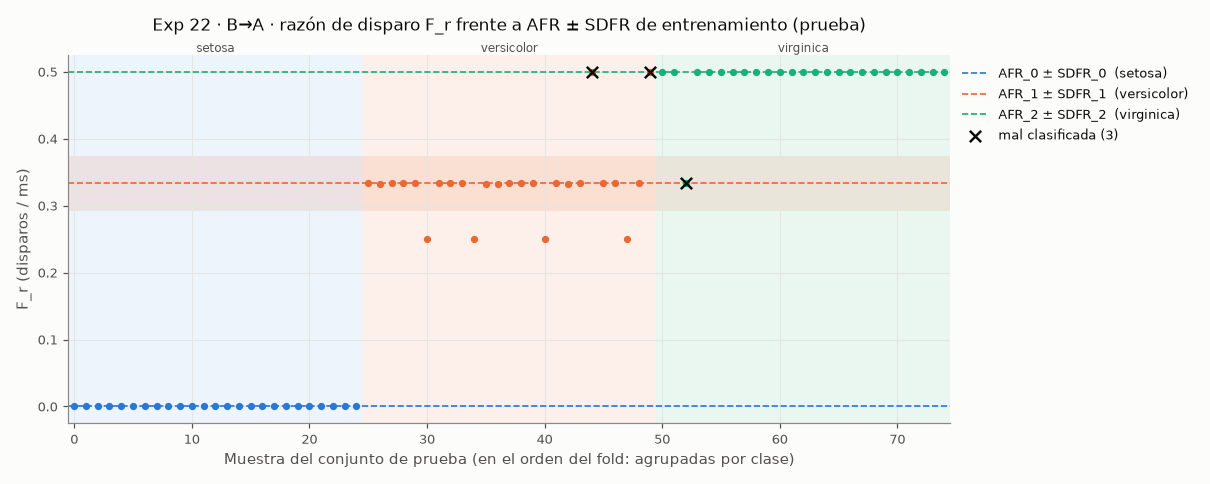 Exp 22 · B→A · razón de disparo F_r frente a AFR ± SDFR de entrenamiento (prueba)
setosa
versicolor
virginica
F_r (disparos / ms)
0.5
0.4
0.3
0.2
0.1
0.0
0
10
20
30
40
50
60
70
Muestra del conjunto de prueba (en el orden del fold: agrupadas por clase)
AFR_0 ± SDFR_0 (setosa)
AFR_1 ± SDFR_1 (versicolor)
AFR_2 ± SDFR_2 (virginica)
mal clasificada (3)